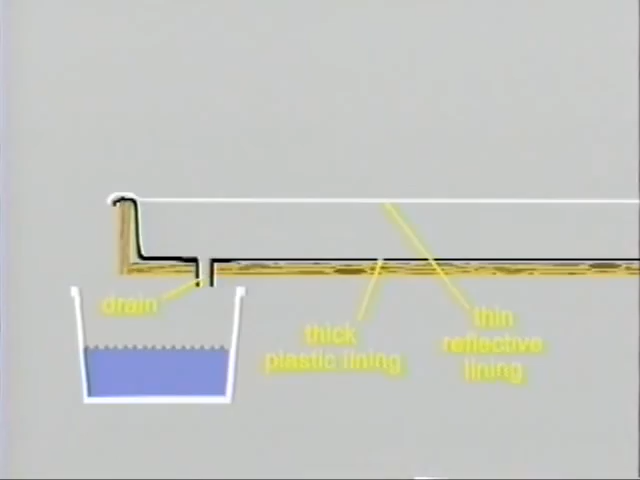 drain
thick
plastic lining
thin
reflective
lining